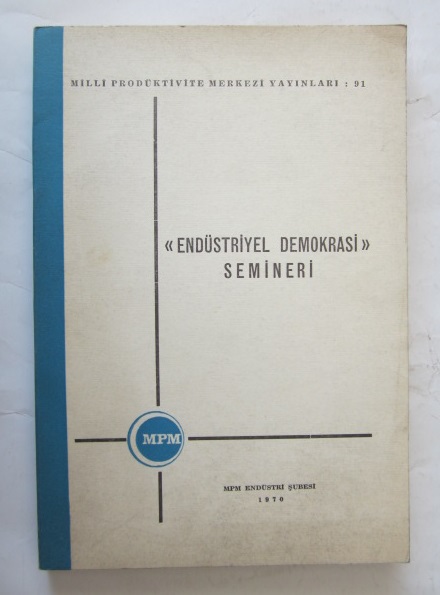 MİLLİ PRODÜKTİVİTE MERKEZİ YAYINLARI : 91
«ENDÜSTRİYEL DEMOKRASİ»
SEMİNERİ
MPM
MPM ENDÜSTRİ ŞUBESİ
1970